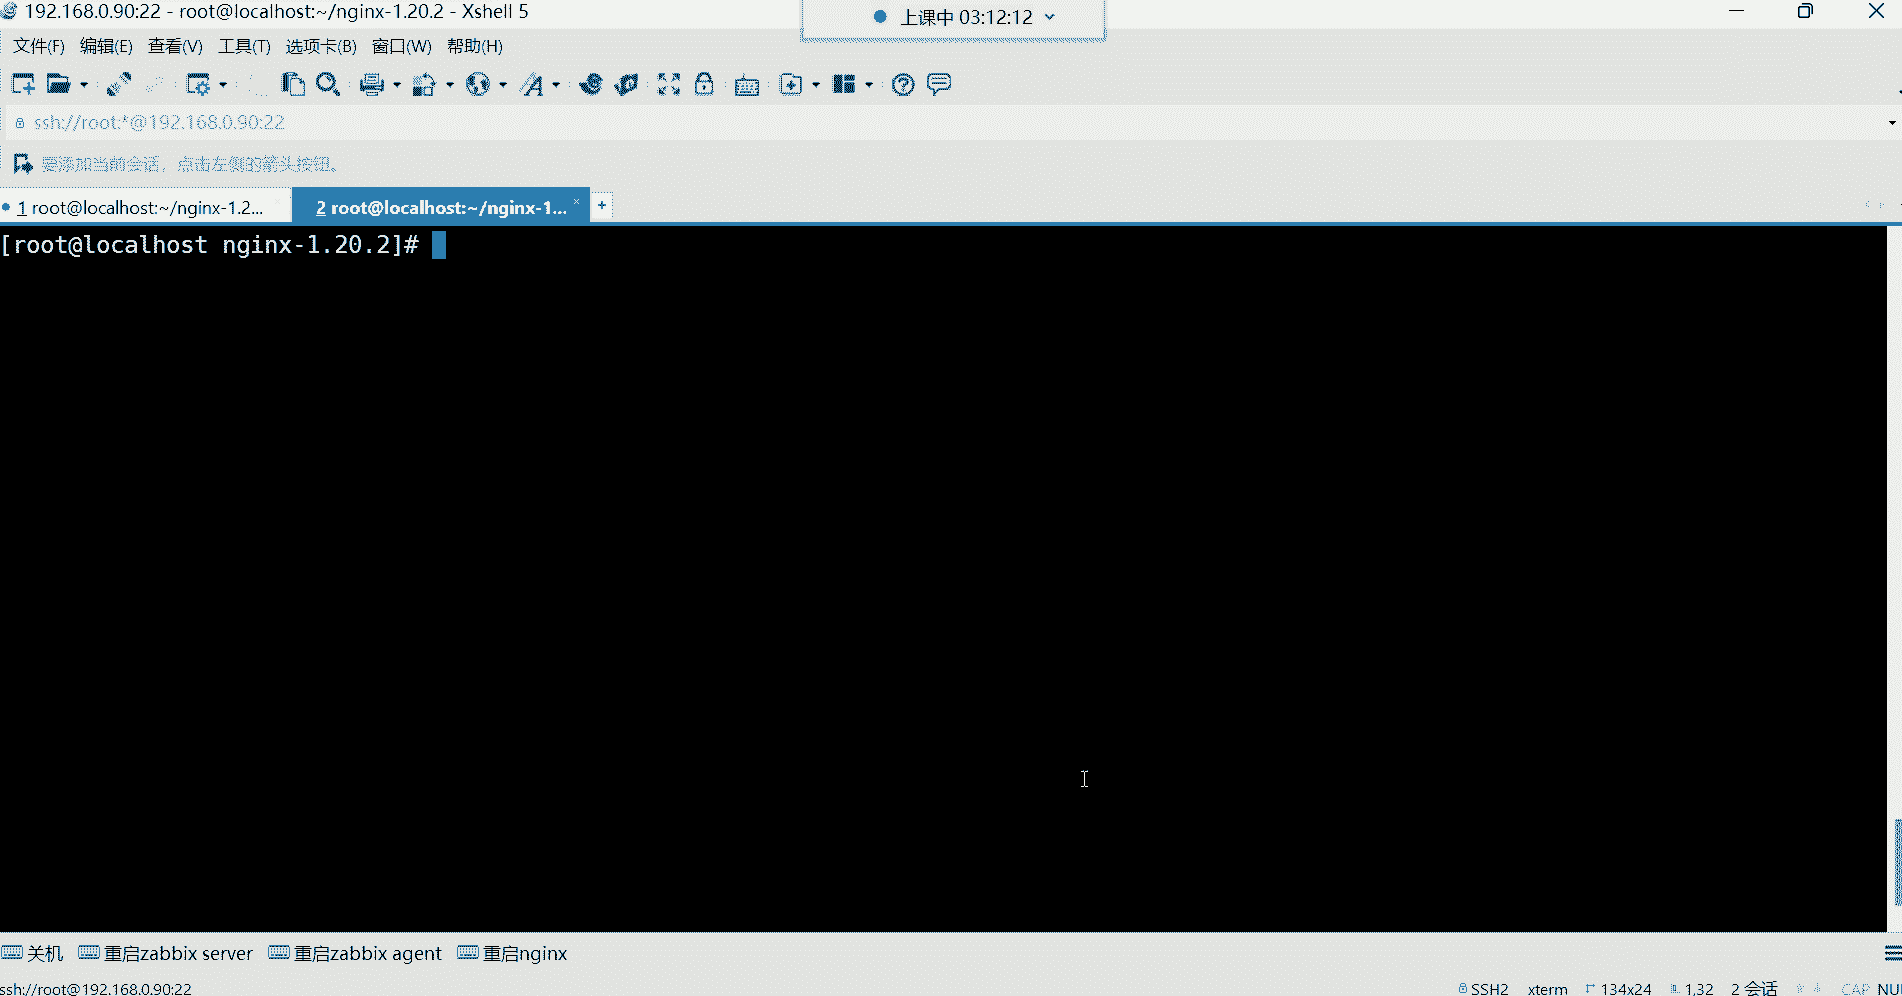 192.168.0.90:22 - root@localhost:~/nginx-1.20.2 - Xshell 5
上课中 03:12:12
文件(F) 编辑(E) 查看(V) 工具(T) 选项卡(B) 窗口(W) 帮助(H)
ssh://root:*@192.168.0.90:22
要添加当前会话，点击左侧的箭头按钮。
1 root@localhost:~/nginx-1.2... 2 root@localhost:~/nginx-1... × +
[root@localhost nginx-1.20.2]#
关机 重启zabbix server 重启zabbix agent 重启nginx
ssh://root@192.168.0.90:22 SSH2 xterm 134x24 1,32 2 会话 CAP NU